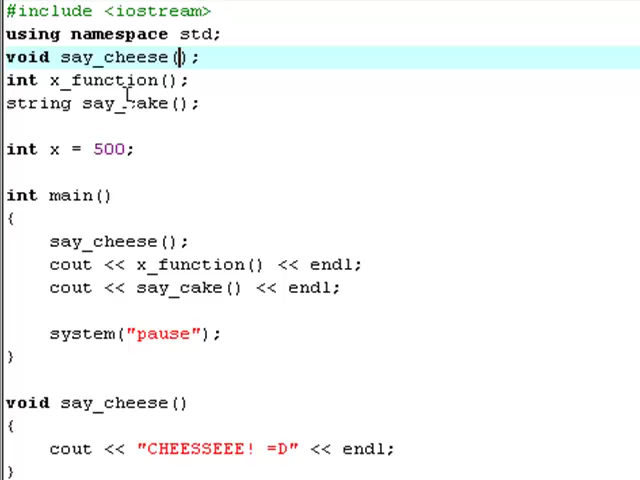 #include <iostream>
using namespace std;
void say_cheese();
int x_function();
string say_cake();
int x = 500;
int main()
{
say_cheese();
cout << x_function() << endl;
cout << say_cake() << endl;
system("pause");
}
void say_cheese()
{
cout << "CHEESSEEE! =D" << endl;
}